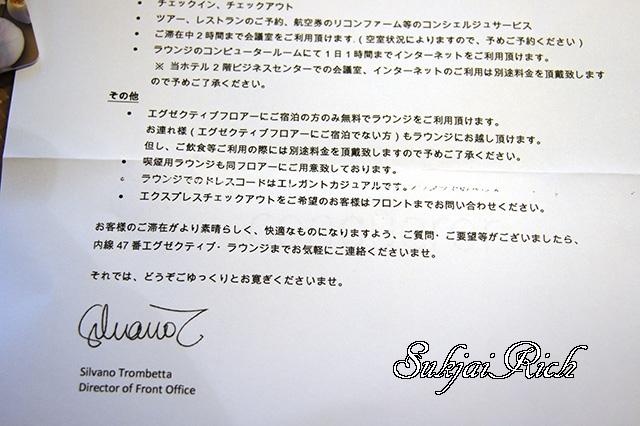 • チェックイン、チェックアウト
• ツアー、レストランのご予約、航空券のリコンファーム等のコンシェルジュサービス
• ご滞在中２時間まで会議室をご利用頂けます.（空室状況によりますので、予めご予約ください）
• ラウンジのコンピュータールームにて１日１時間までインターネットをご利用頂けます。
※ 当ホテル２階ビジネスセンターでの会議室、インターネットのご利用は別途料金を頂戴致します
ので予めご了承ください。
その他
• エグゼクティブフロアーにご宿泊の方のみ無料でラウンジをご利用頂けます。
お連れ様（エグゼクティブフロアーにご宿泊でない方）もラウンジにお越し頂けます。
但し、ご飲食等ご利用の際には別途料金を頂戴致しますので予めご了承ください。
• 喫煙用ラウンジも同フロアーにご用意致しております。
• ラウンジでのドレスコードはエレガントカジュアルです。
• エクスプレスチェックアウトをご希望のお客様はフロントまでお問い合わせください。
お客様のご滞在がより素晴らしく、快適なものになりますよう、ご質問・ご要望等がございましたら、
内線 47 番エグゼクティブ・ラウンジまでお気軽にご連絡くださいませ。
それでは、どうぞごゆっくりとお寛ぎくださいませ。
Silvano T
Silvano Trombetta
Director of Front Office
Sukjai Rich